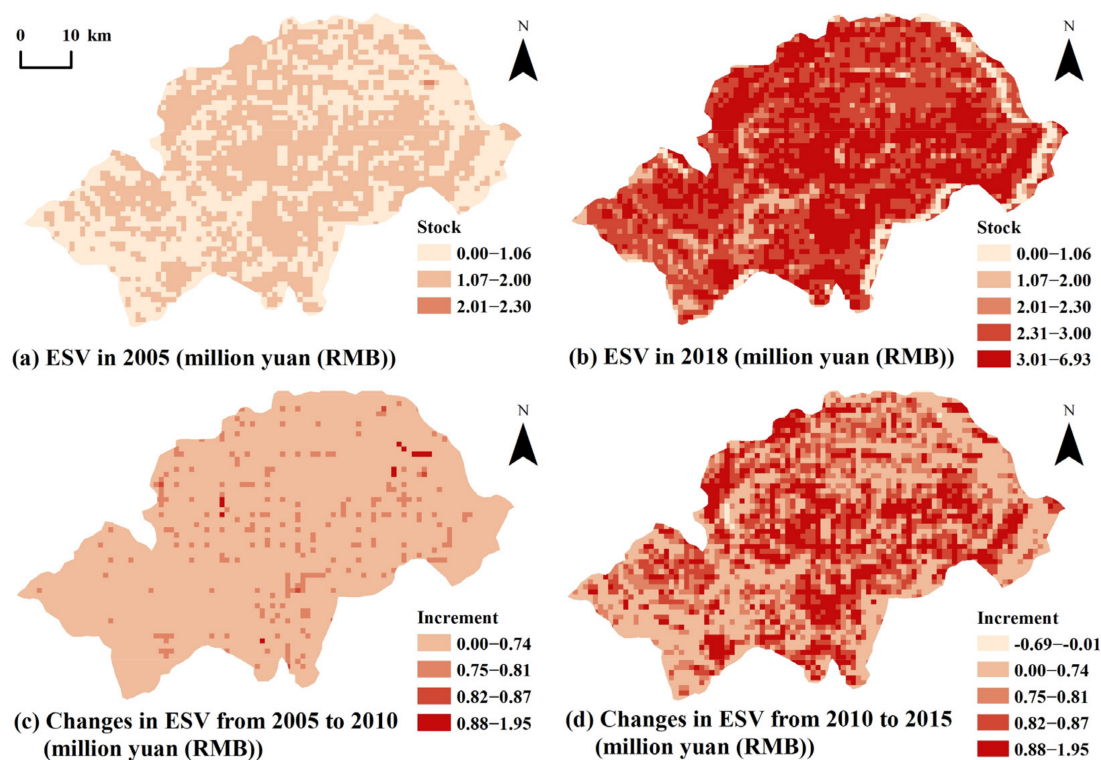 0 10 km
N
Stock
0.00−1.06
1.07−2.00
2.01−2.30
(a) ESV in 2005 (million yuan (RMB))
N
Stock
0.00−1.06
1.07−2.00
2.01−2.30
2.31−3.00
3.01−6.93
(b) ESV in 2018 (million yuan (RMB))
N
Increment
0.00−0.74
0.75−0.81
0.82−0.87
0.88−1.95
(c) Changes in ESV from 2005 to 2010
(million yuan (RMB))
N
Increment
-0.69−-0.01
0.00−0.74
0.75−0.81
0.82−0.87
0.88−1.95
(d) Changes in ESV from 2010 to 2015
(million yuan (RMB))